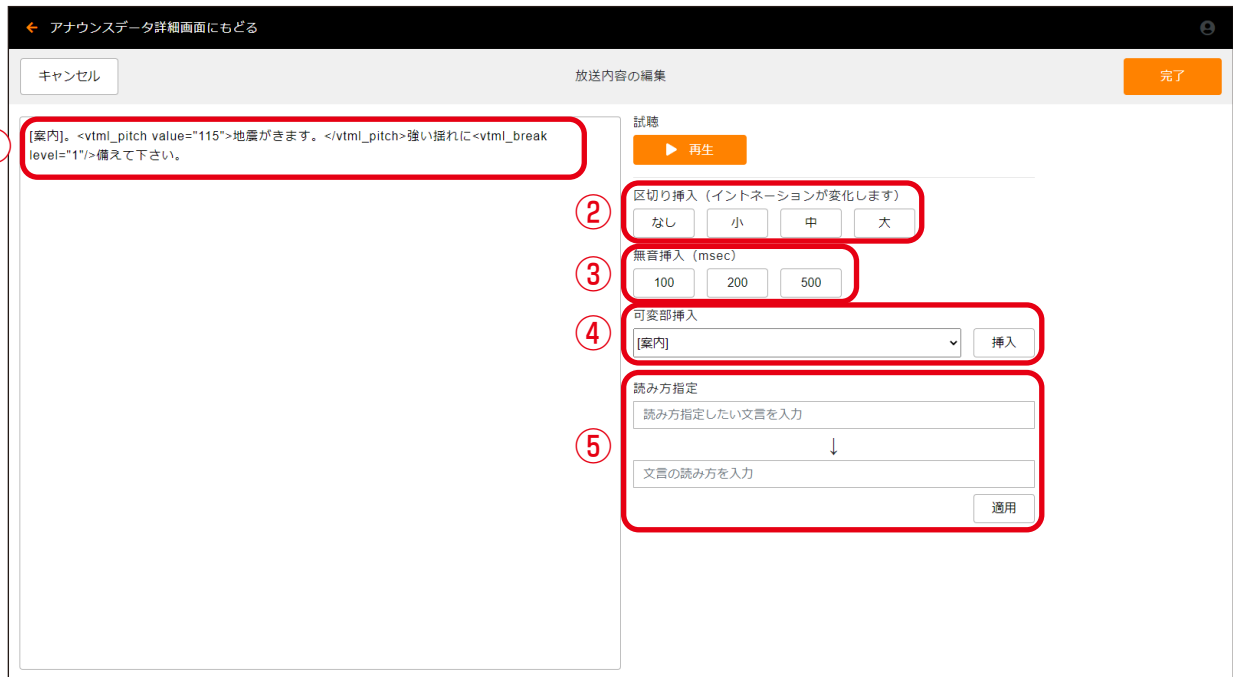 ← アナウンスデータ詳細画面にもどる
キャンセル
放送内容の編集
完了
[案内]。<vtml_pitch value="115">地震がきます。</vtml_pitch>強い揺れに<vtml_break
level="1"/>備えて下さい。
試聴
再生
②
区切り挿入（イントネーションが変化します）
なし 小 中 大
③
無音挿入（msec）
100 200 500
④
可変部挿入
[案内] 挿入
⑤
読み方指定
読み方指定したい文言を入力
↓
文言の読み方を入力
適用